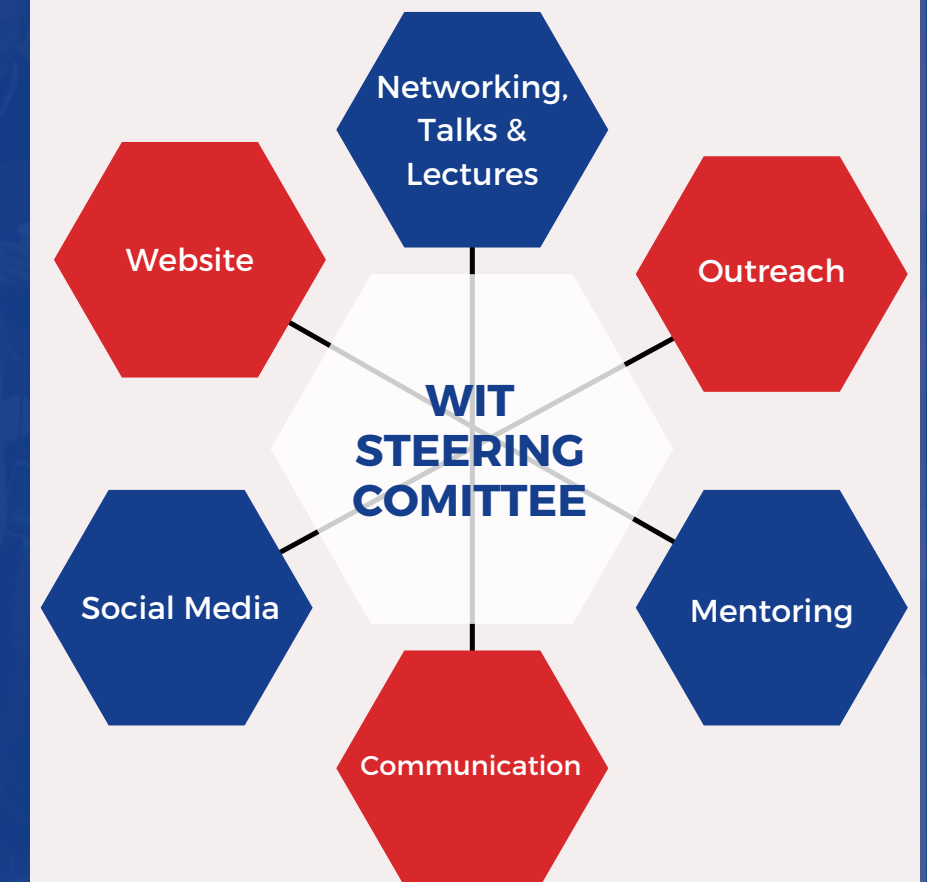 Networking,
Talks &
Lectures
Website
Outreach
WIT
STEERING
COMITTEE
Social Media
Mentoring
Communication